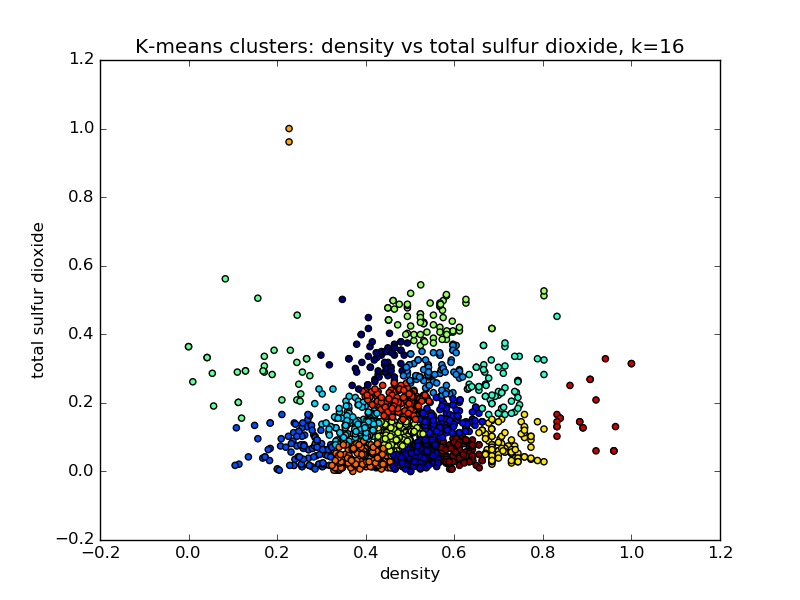 K-means clusters: density vs total sulfur dioxide, k=16
1.2
1.0
0.8
0.6
0.4
0.2
0.0
−0.2
total sulfur dioxide
−0.2 0.0 0.2 0.4 0.6 0.8 1.0 1.2
density